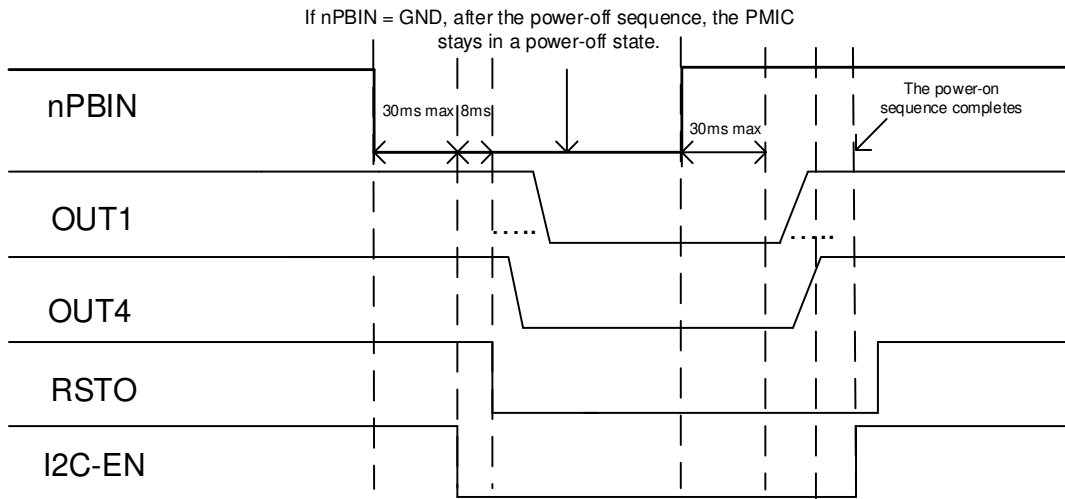 If nPBIN = GND, after the power-off sequence, the PMIC
stays in a power-off state.
nPBIN
30ms max
8ms
30ms max
The power-on
sequence completes
OUT1
OUT4
RSTO
I2C-EN